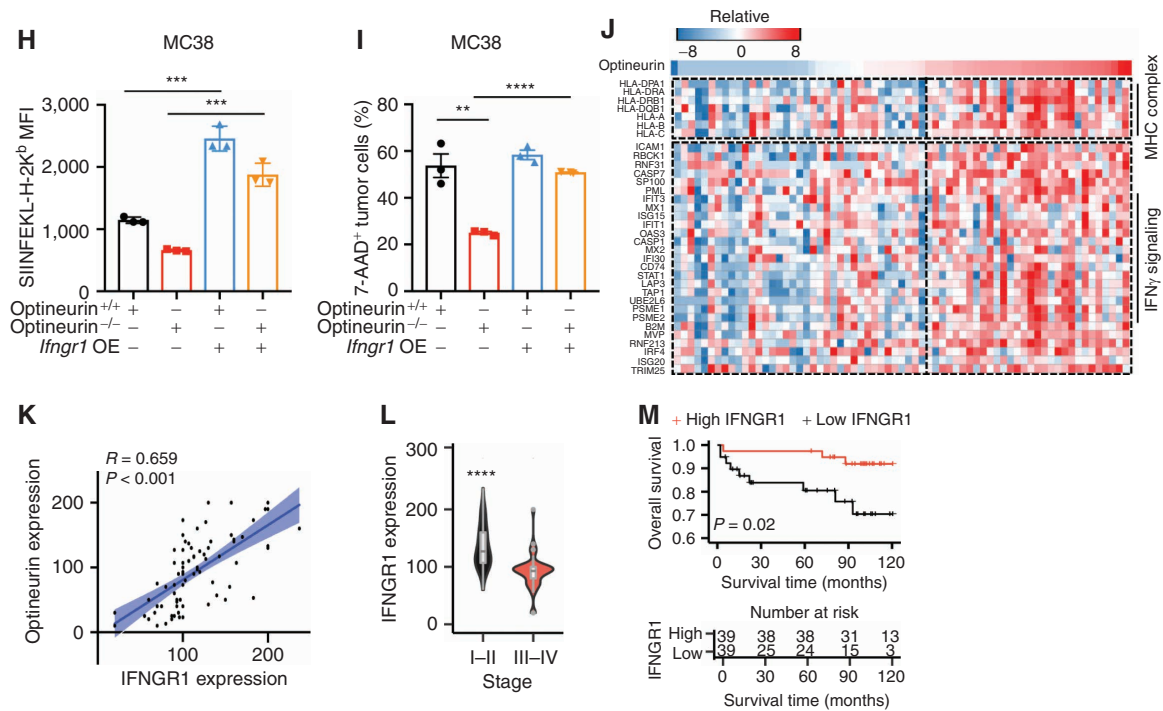 H
MC38
***
***
3,000
2,000
1,000
0
SIINFEKL-H-2Kᵇ MFI
Optineurin⁺/⁺ + − + −
Optineurin⁻/⁻ − + − +
Ifngr1 OE − − + +
I
MC38
****
**
80
60
40
20
0
7-AAD⁺ tumor cells (%)
Optineurin⁺/⁺ + − + −
Optineurin⁻/⁻ − + − +
Ifngr1 OE − − + +
J
Relative
−8 0 8
Optineurin
HLA-DPA1
HLA-DRA
HLA-DRB1
HLA-DQB1
HLA-A
HLA-B
HLA-C
MHC complex
ICAM1
RBCK1
RNF31
CASP7
SP100
PML
IFIT3
MX1
ISG15
IFIT1
OAS3
CASP1
MX2
IFI30
CD74
STAT1
LAP3
TAP1
UBE2L6
PSME1
PSME2
B2M
MVP
RNF213
IRF4
ISG20
TRIM25
IFNγ signaling
K
R = 0.659
P < 0.001
200
100
0
Optineurin expression
100 200
IFNGR1 expression
L
300
200
100
0
IFNGR1 expression
****
I–II III–IV
Stage
M
+ High IFNGR1 + Low IFNGR1
1.0
0.9
0.8
0.7
0.6
Overall survival
P = 0.02
0 30 60 90 120
Survival time (months)
Number at risk
IFNGR1
High 39 38 38 31 13
Low 39 25 24 15 3
0 30 60 90 120
Survival time (months)